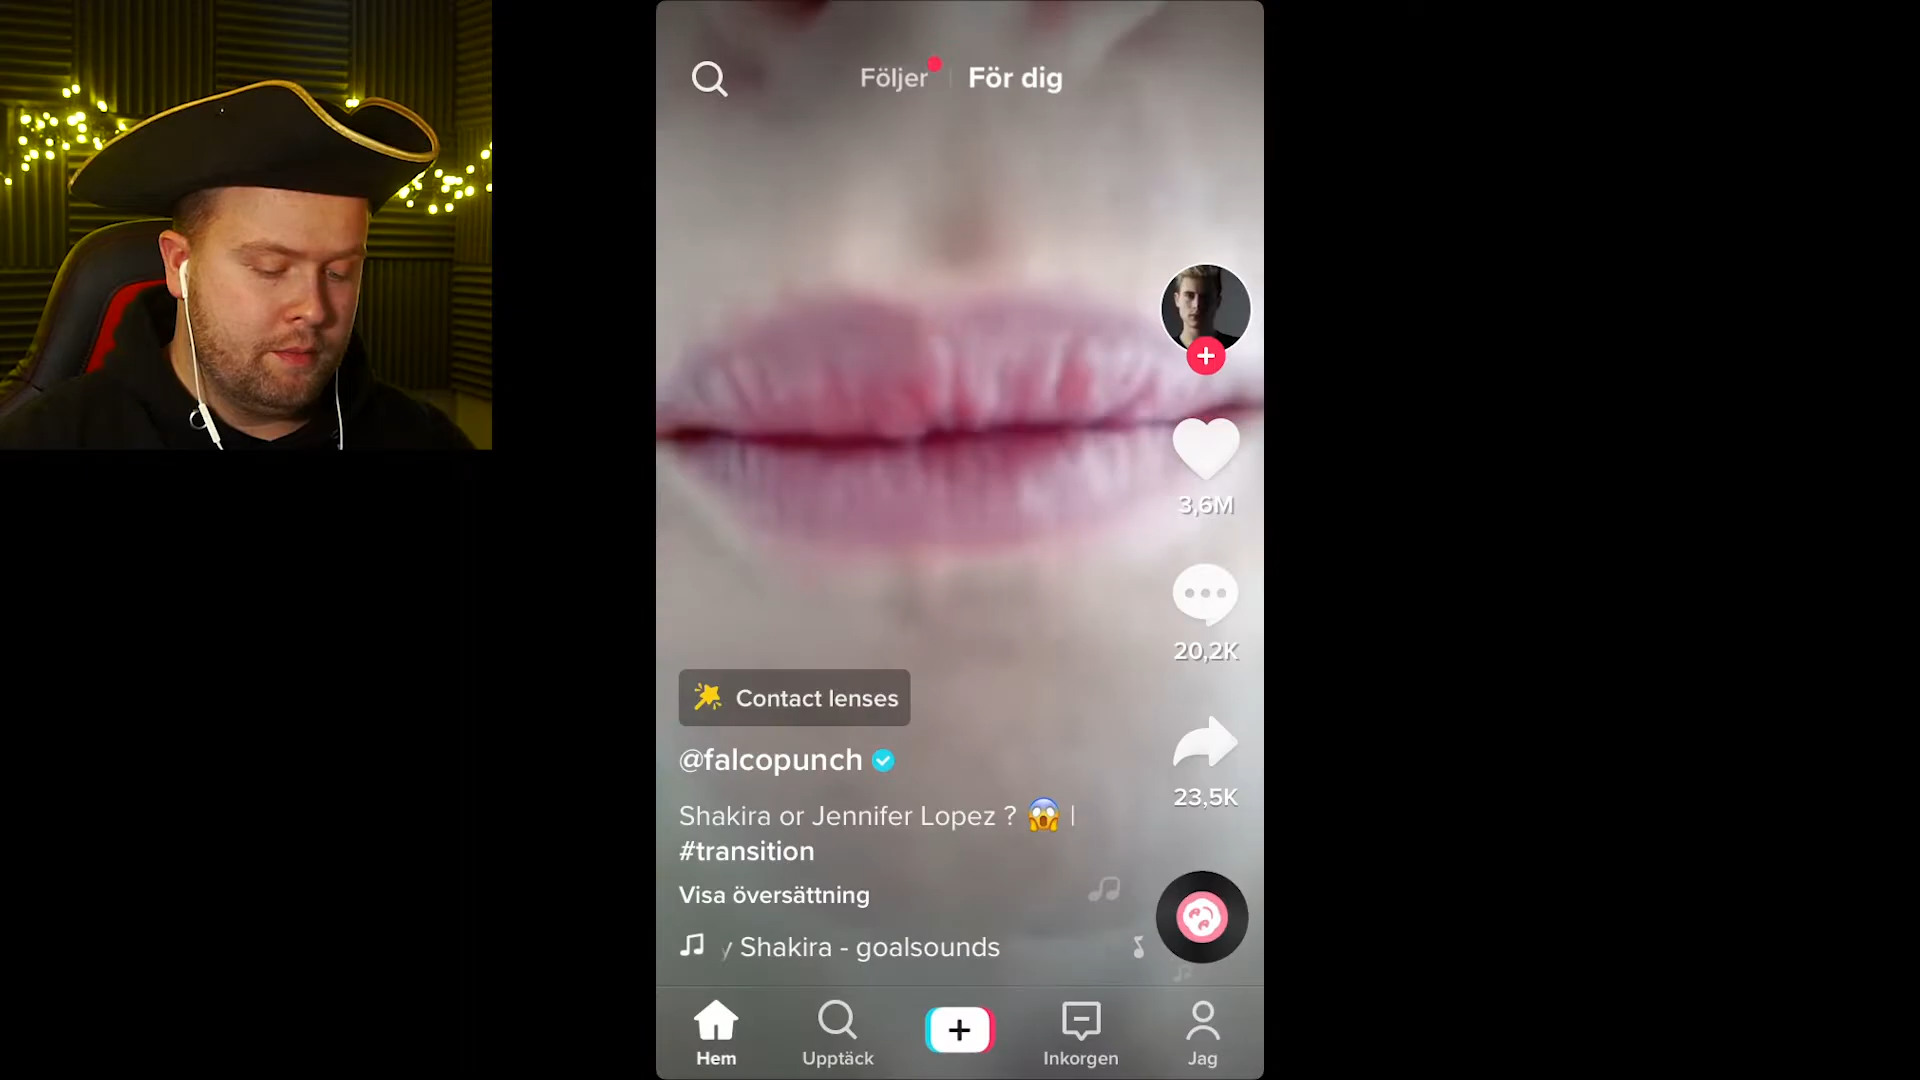 Följer
För dig
3,6M
20,2K
23,5K
Contact lenses
@falcopunch
Shakira or Jennifer Lopez ? 😱 |
#transition
Visa översättning
y Shakira - goalsounds
Hem
Upptäck
Inkorgen
Jag